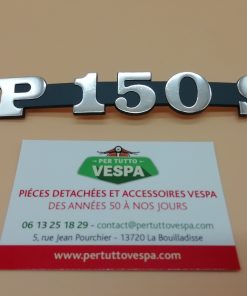 P 150 S
PER TUTTO
VESPA
PIÈCES DETACHÉES ET ACCESSOIRES VESPA
DES ANNÉES 50 À NOS JOURS
06 13 25 18 29 - contact@pertuttovespa.com
5, rue Jean Pourchier - 13720 La Bouilladisse
www.pertuttovespa.com